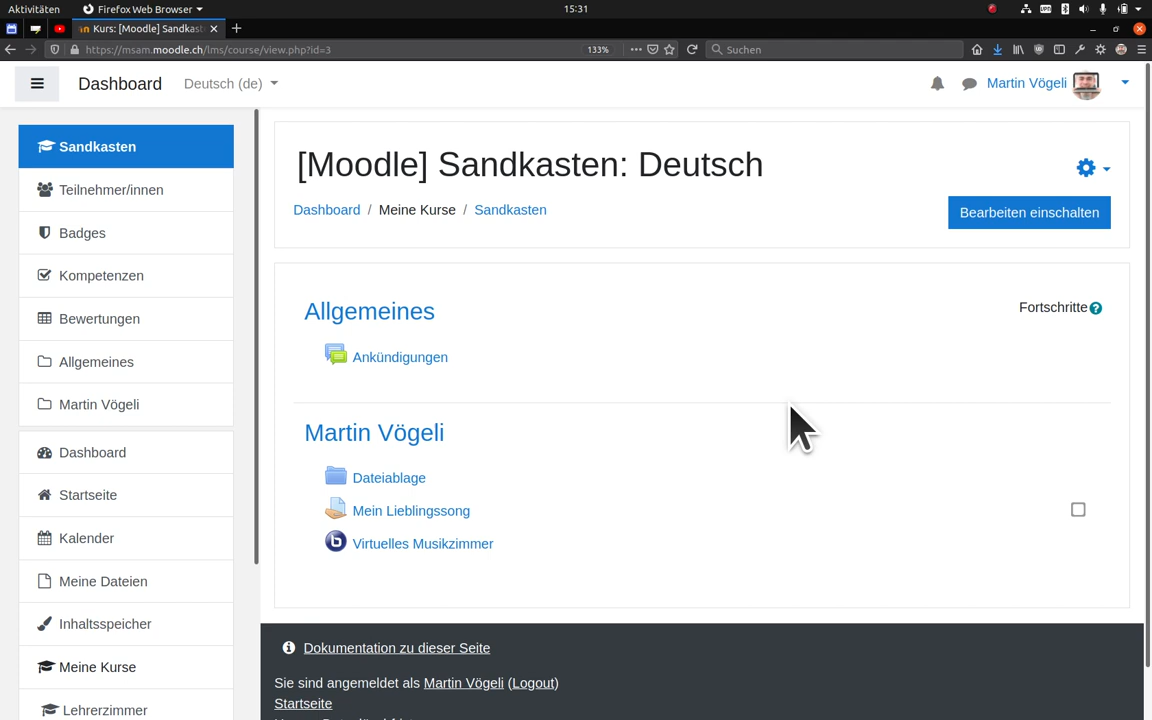 Aktivitäten Firefox Web Browser 15:31
Kurs: [Moodle] Sandkast
https://msam.moodle.ch/lms/course/view.php?id=3 133% Suchen
Dashboard Deutsch (de) Martin Vögeli
Sandkasten
Teilnehmer/innen
Badges
Kompetenzen
Bewertungen
Allgemeines
Martin Vögeli
Dashboard
Startseite
Kalender
Meine Dateien
Inhaltsspeicher
Meine Kurse
Lehrerzimmer
[Moodle] Sandkasten: Deutsch
Dashboard / Meine Kurse / Sandkasten
Bearbeiten einschalten
Allgemeines
Fortschritte
Ankündigungen
Martin Vögeli
Dateiablage
Mein Lieblingssong
Virtuelles Musikzimmer
Dokumentation zu dieser Seite
Sie sind angemeldet als Martin Vögeli (Logout)
Startseite